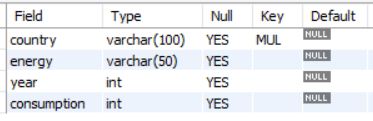 Field Type Null Key Default
country varchar(100) YES MUL NULL
energy varchar(50) YES NULL
year int YES NULL
consumption int YES NULL